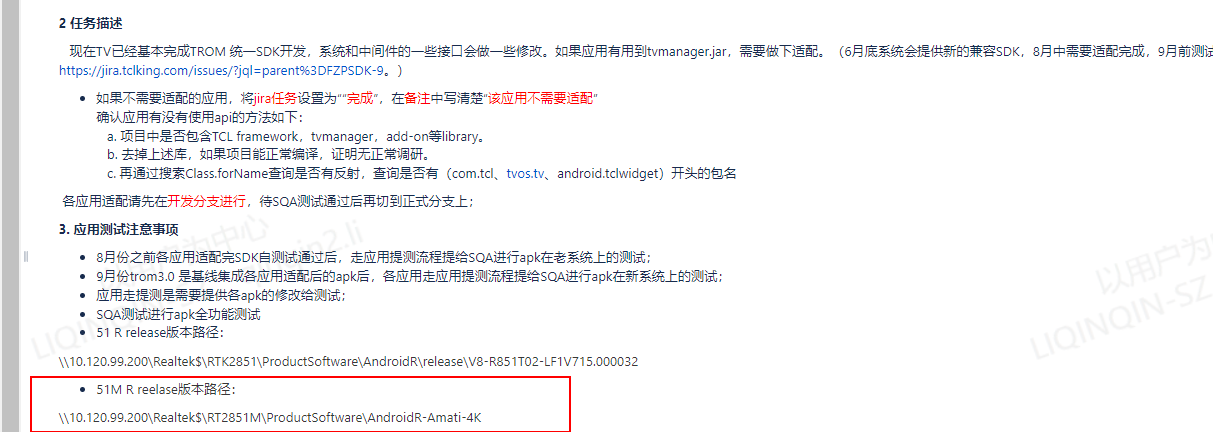 2 任务描述
现在TV已经基本完成TROM 统一SDK开发，系统和中间件的一些接口会做一些修改。如果应用有用到tvmanager.jar，需要做下适配。（6月底系统会提供新的兼容SDK，8月中需要适配完成，9月前测试
https://jira.tclking.com/issues/?jql=parent%3DFZPSDK-9。）
• 如果不需要适配的应用，将jira任务设置为““完成”，在备注中写清楚“该应用不需要适配”
确认应用有没有使用api的方法如下：
a. 项目中是否包含TCL framework，tvmanager，add-on等library。
b. 去掉上述库，如果项目能正常编译，证明无正常调研。
c. 再通过搜索Class.forName查询是否有反射，查询是否有（com.tcl、tvos.tv、android.tclwidget）开头的包名
各应用适配请先在开发分支进行，待SQA测试通过后再切到正式分支上；
3. 应用测试注意事项
• 8月份之前各应用适配完SDK自测试通过后，走应用提测流程提给SQA进行apk在老系统上的测试；
• 9月份trom3.0 是基线集成各应用适配后的apk后，各应用走应用提测流程提给SQA进行apk在新系统上的测试；
• 应用走提测是需要提供各apk的修改给测试；
• SQA测试进行apk全功能测试
• 51 R release版本路径：
\\10.120.99.200\Realtek$\RTK2851\ProductSoftware\AndroidR\release\V8-R851T02-LF1V715.000032
• 51M R reelase版本路径：
\\10.120.99.200\Realtek$\RT2851M\ProductSoftware\AndroidR-Amati-4K
为中心
in2.li
LIQIN
以用户为
LIQINQIN-SZ